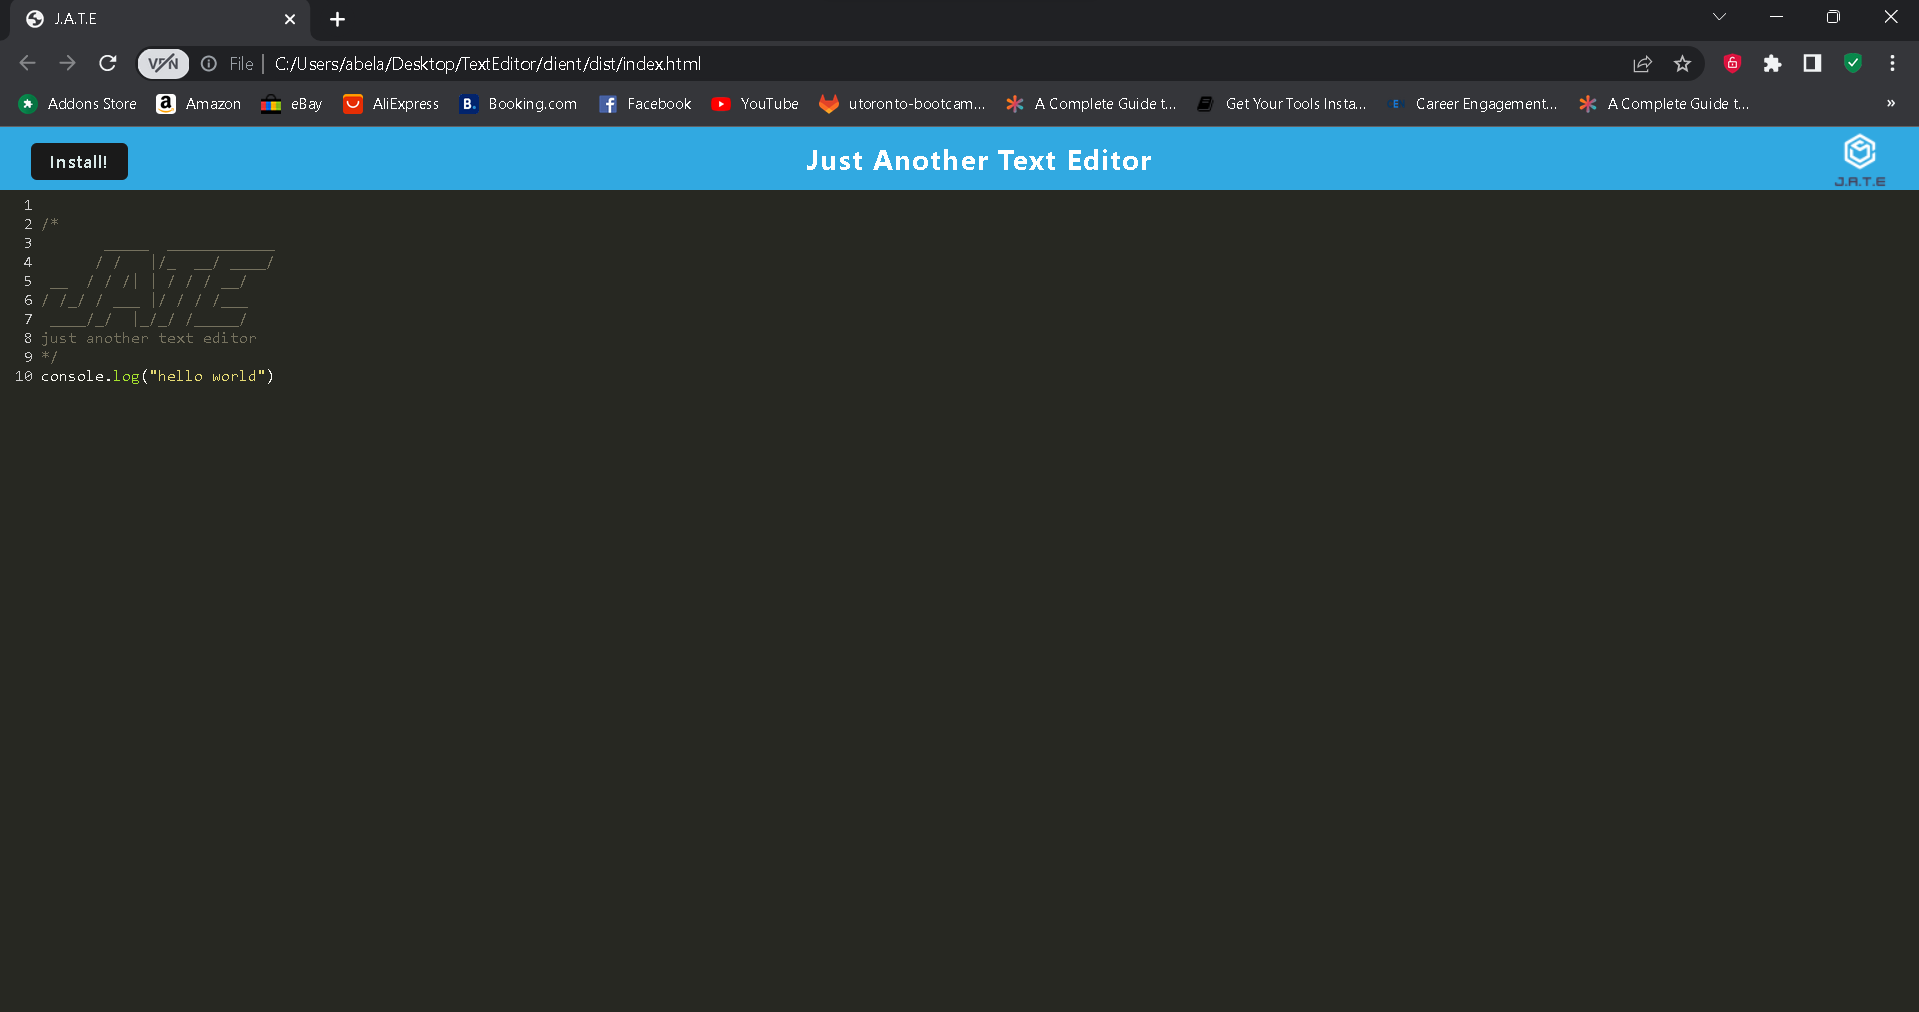 J.A.T.E
VPN File | C:/Users/abela/Desktop/TextEditor/client/dist/index.html
Addons Store Amazon eBay AliExpress B. Booking.com Facebook YouTube utoronto-bootcam... A Complete Guide t... Get Your Tools Insta... CEN Career Engagement... A Complete Guide t... »
Install! Just Another Text Editor J.A.T.E
1
2 /*
3       _____  ____________
4      / /   |/_  __/ ____/
5 __  / / /| | / / / __/
6 / /_/ / ___ |/ / / /___
7 ____/_/  |_/_/ /_____/
8 just another text editor
9 */
10 console.log("hello world")